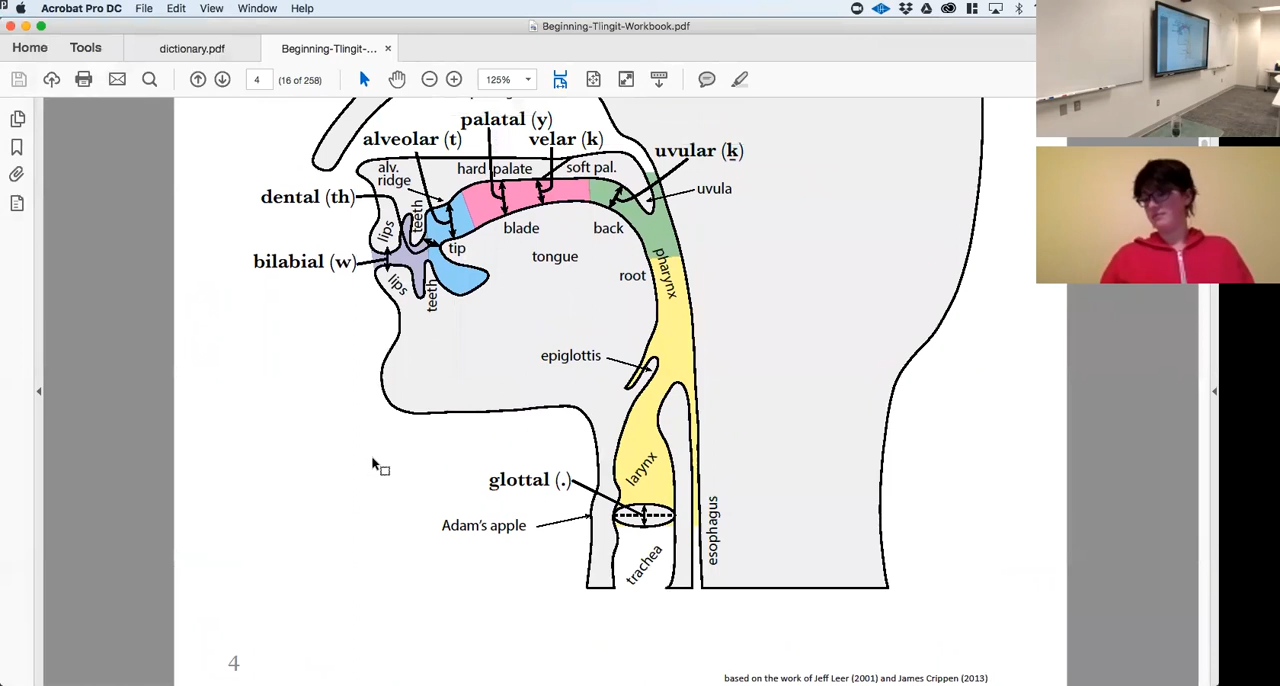 Acrobat Pro DC File Edit View Window Help
Beginning-Tlingit-Workbook.pdf
Home Tools dictionary.pdf Beginning-Tlingit-... ×
4 (16 of 258) 125%
palatal (y)
alveolar (t) velar (k)
uvular (k̲)
alv. ridge hard palate soft pal.
uvula
dental (th)
teeth
lips
blade back
tip
tongue
bilabial (w)
lips
teeth
root
pharynx
epiglottis
larynx
glottal (.)
Adam's apple
esophagus
trachea
4
based on the work of Jeff Leer (2001) and James Crippen (2013)